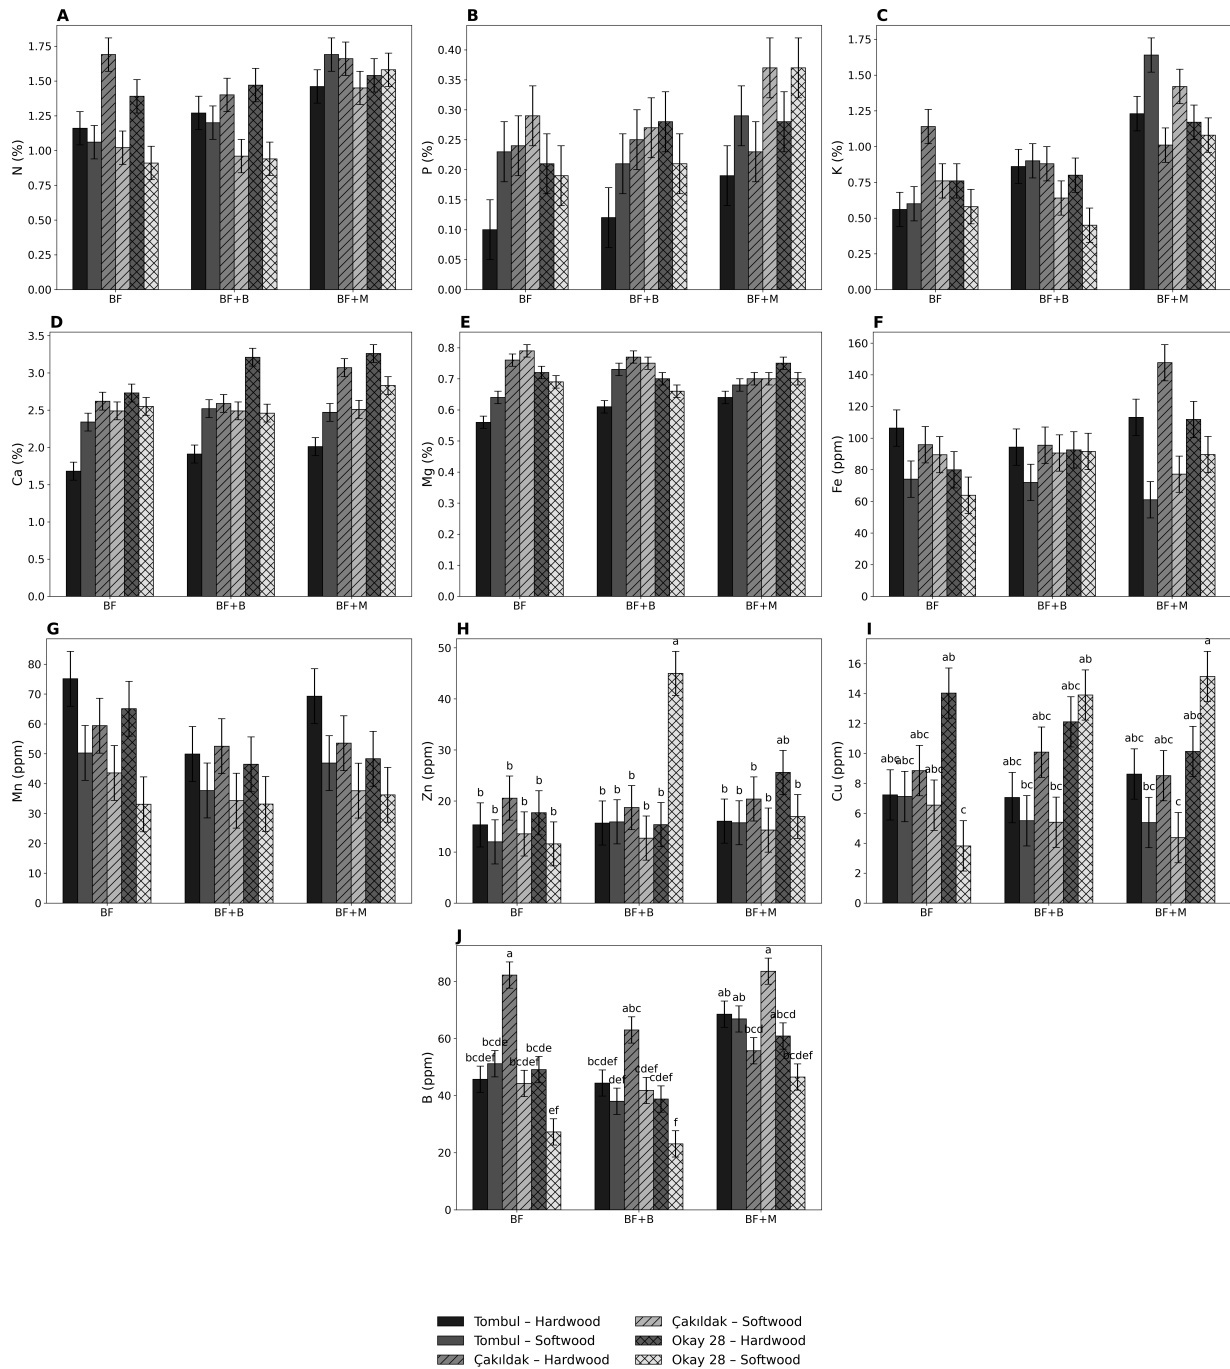 A
N (%)
1.75
1.50
1.25
1.00
0.75
0.50
0.25
0.00
BF BF+B BF+M
B
P (%)
0.40
0.35
0.30
0.25
0.20
0.15
0.10
0.05
0.00
BF BF+B BF+M
C
K (%)
1.75
1.50
1.25
1.00
0.75
0.50
0.25
0.00
BF BF+B BF+M
D
Ca (%)
3.5
3.0
2.5
2.0
1.5
1.0
0.5
0.0
BF BF+B BF+M
E
Mg (%)
0.8
0.7
0.6
0.5
0.4
0.3
0.2
0.1
0.0
BF BF+B BF+M
F
Fe (ppm)
160
140
120
100
80
60
40
20
0
BF BF+B BF+M
G
Mn (ppm)
80
70
60
50
40
30
20
10
0
BF BF+B BF+M
H
Zn (ppm)
50
40
30
20
10
0
b b b b b b
b b b b b a
b b b b ab b
BF BF+B BF+M
I
Cu (ppm)
16
14
12
10
8
6
4
2
0
abc abc abc abc ab c
abc bc abc bc abc abc
abc bc abc c abc a
BF BF+B BF+M
J
B (ppm)
80
60
40
20
0
bcdef bcde a bcdef bcde ef
bcdef def abc cdef cdef f
ab ab bcd a abcd bcdef
BF BF+B BF+M
Tombul – Hardwood
Tombul – Softwood
Çakıldak – Hardwood
Çakıldak – Softwood
Okay 28 – Hardwood
Okay 28 – Softwood